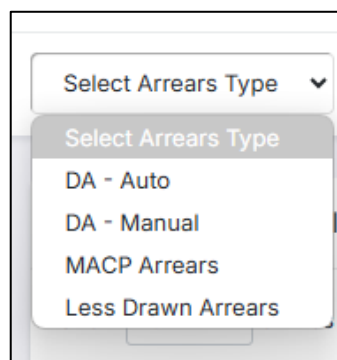 Select Arrears Type
Select Arrears Type
DA - Auto
DA - Manual
MACP Arrears
Less Drawn Arrears